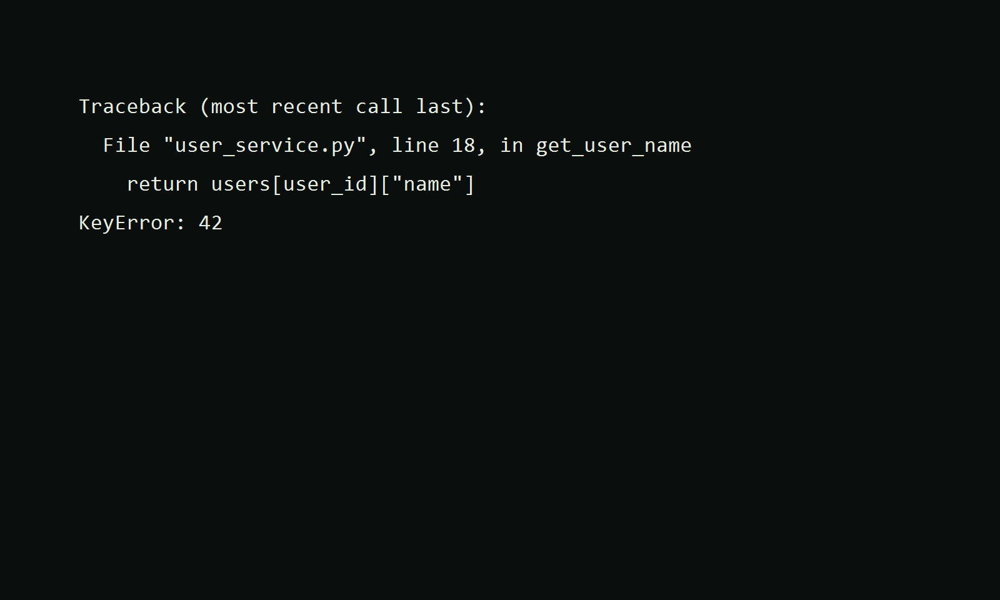 Traceback (most recent call last):
  File "user_service.py", line 18, in get_user_name
    return users[user_id]["name"]
KeyError: 42